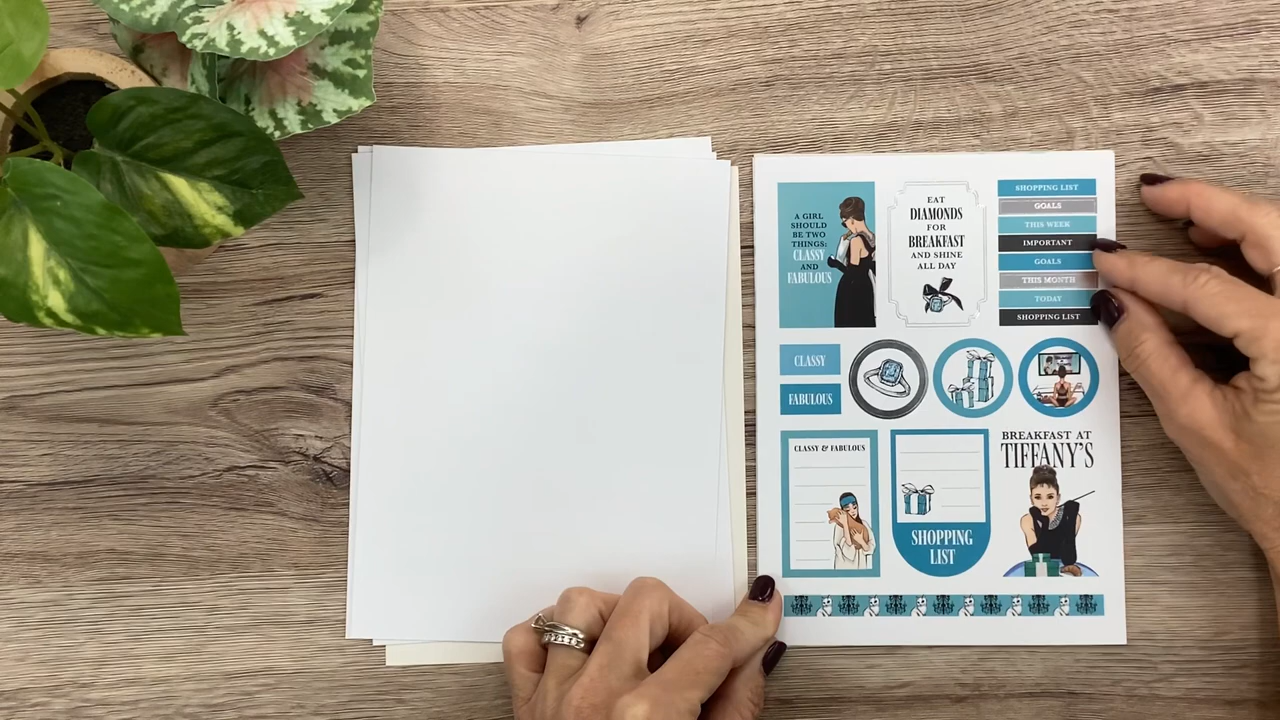 A GIRL
SHOULD
BE TWO
THINGS:
CLASSY
AND
FABULOUS
EAT
DIAMONDS
FOR
BREAKFAST
AND SHINE
ALL DAY
SHOPPING LIST
GOALS
THIS WEEK
IMPORTANT
GOALS
THIS MONTH
TODAY
SHOPPING LIST
CLASSY
FABULOUS
CLASSY & FABULOUS
SHOPPING
LIST
BREAKFAST AT
TIFFANY'S